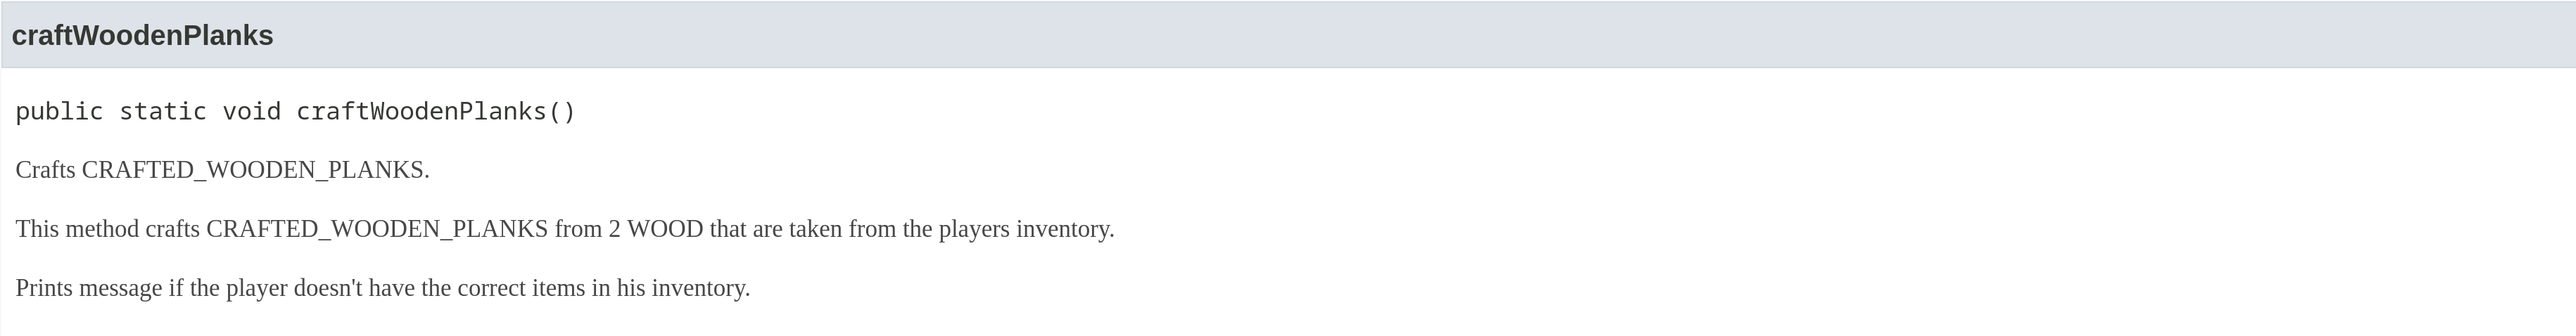 craftWoodenPlanks
public static void craftWoodenPlanks()
Crafts CRAFTED_WOODEN_PLANKS.
This method crafts CRAFTED_WOODEN_PLANKS from 2 WOOD that are taken from the players inventory.
Prints message if the player doesn't have the correct items in his inventory.